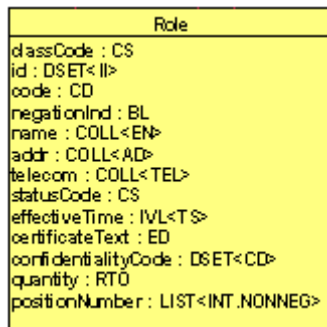 Role
classCode : CS
id : DSET<II>
code : CD
negationInd : BL
name : COLL<EN>
addr : COLL<AD>
telecom : COLL<TEL>
statusCode : CS
effectiveTime : IVL<TS>
certificateText : ED
confidentialityCode : DSET<CD>
quantity : RTO
positionNumber : LIST<INT.NONNEG>